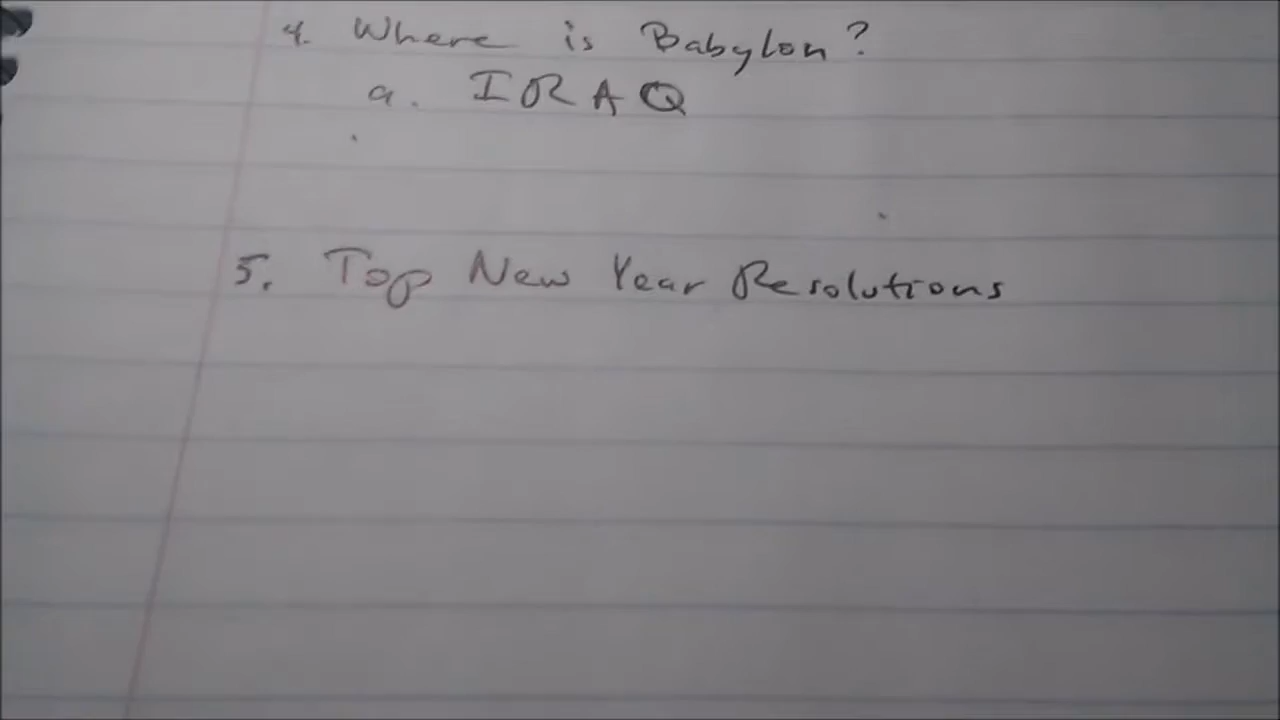 4. Where is Babylon?
a. IRAQ
5. Top New Year Resolutions